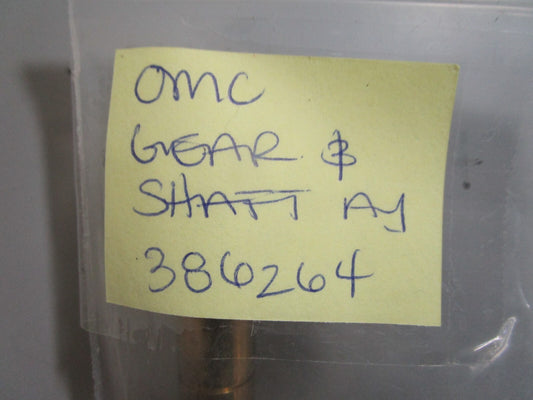 OMC
GEAR &
SHAFT AY
386264